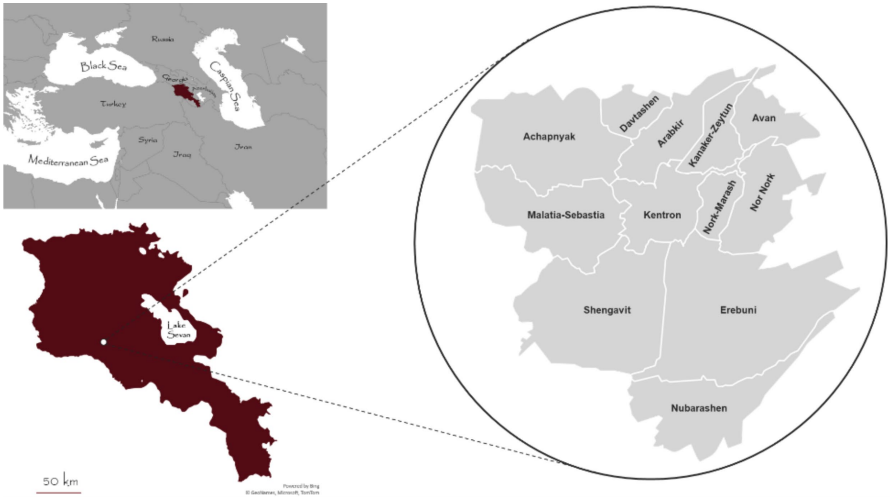 Russia
Black Sea
Caspian Sea
Georgia
Turkey
Syria
Iraq
Iran
Mediterranean Sea
Lake
Sevan
50 km
Powered by Bing
© GeoNames, Microsoft, TomTom
Achapnyak
Davtashen
Arabkir
Kanaker-Zeytun
Avan
Malatia-Sebastia
Kentron
Nork-Marash
Nor Nork
Shengavit
Erebuni
Nubarashen